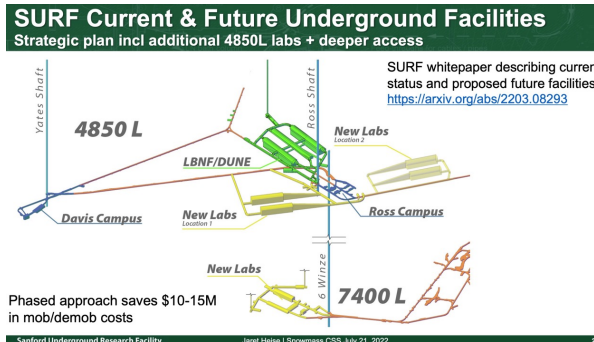 SURF Current & Future Underground Facilities
Strategic plan incl additional 4850L labs + deeper access
SURF whitepaper describing curren
status and proposed future facilities
https://arxiv.org/abs/2203.08293
Yates Shaft
4850 L
Ross Shaft
New Labs
Location 2
LBNF/DUNE
Davis Campus
New Labs
Location 1
Ross Campus
New Labs
6 Winze
7400 L
Phased approach saves $10-15M
in mob/demob costs
Sanford Underground Research Facility
Jaret Heise | Snowmass CSS July 21, 2022